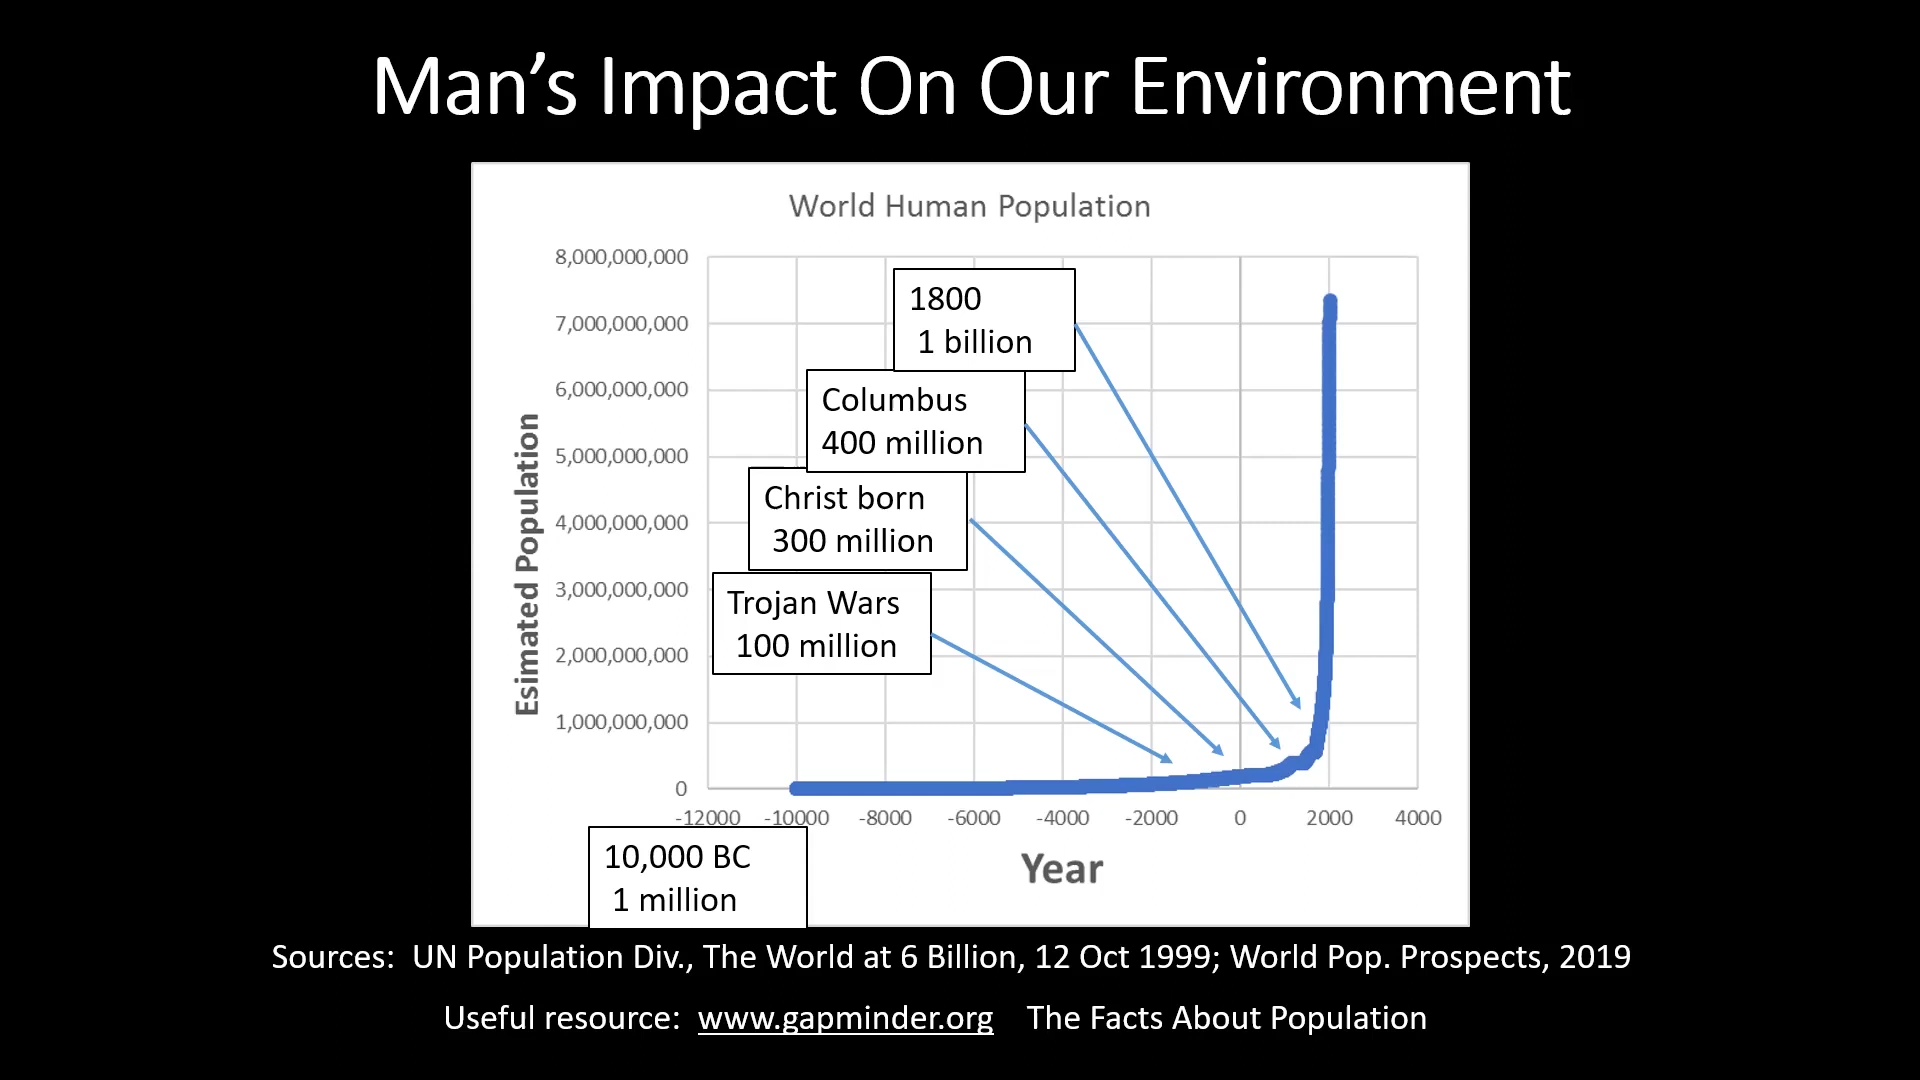 Man's Impact On Our Environment
World Human Population
8,000,000,000
7,000,000,000
6,000,000,000
5,000,000,000
4,000,000,000
3,000,000,000
2,000,000,000
1,000,000,000
0
Esimated Population
1800
1 billion
Columbus
400 million
Christ born
300 million
Trojan Wars
100 million
-12000 -10000 -8000 -6000 -4000 -2000 0 2000 4000
Year
10,000 BC
1 million
Sources: UN Population Div., The World at 6 Billion, 12 Oct 1999; World Pop. Prospects, 2019
Useful resource: www.gapminder.org The Facts About Population